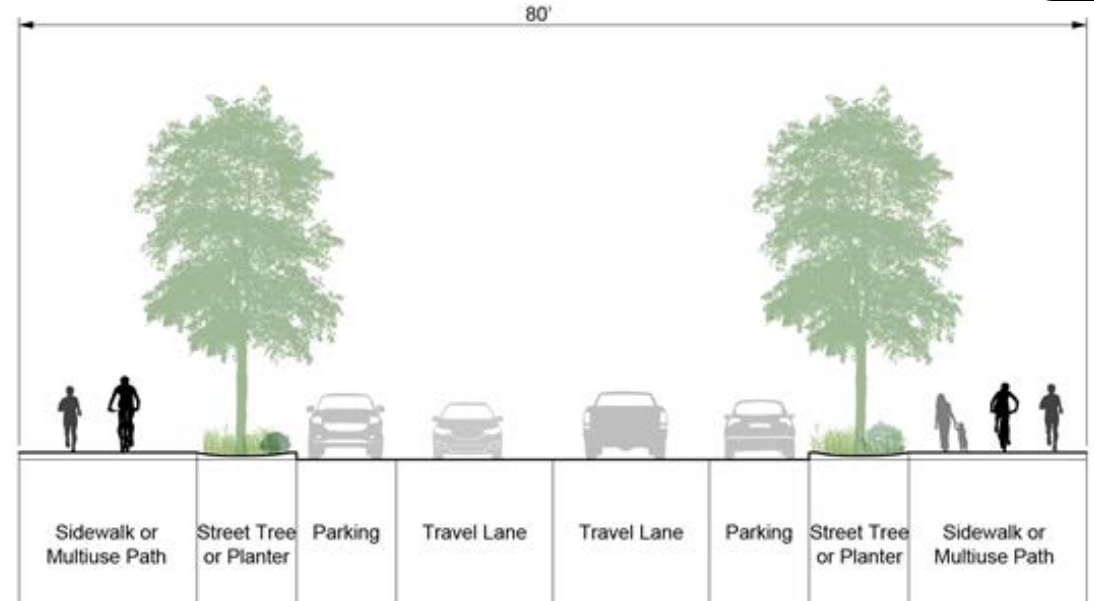 80'
Sidewalk or
Multiuse Path
Street Tree
or Planter
Parking
Travel Lane
Travel Lane
Parking
Street Tree
or Planter
Sidewalk or
Multiuse Path